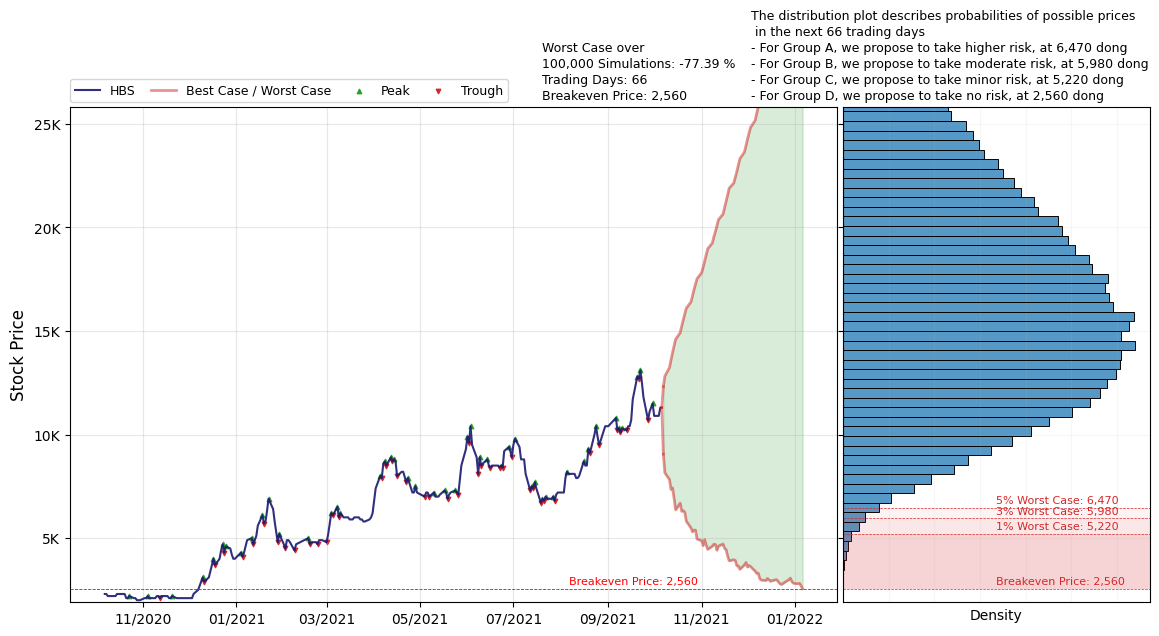 The distribution plot describes probabilities of possible prices
in the next 66 trading days
- For Group A, we propose to take higher risk, at 6,470 dong
- For Group B, we propose to take moderate risk, at 5,980 dong
- For Group C, we propose to take minor risk, at 5,220 dong
- For Group D, we propose to take no risk, at 2,560 dong
Worst Case over
100,000 Simulations: -77.39 %
Trading Days: 66
Breakeven Price: 2,560
HBS
Best Case / Worst Case
Peak
Trough
Stock Price
25K
20K
15K
10K
5K
Breakeven Price: 2,560
11/2020
01/2021
03/2021
05/2021
07/2021
09/2021
11/2021
01/2022
5% Worst Case: 6,470
3% Worst Case: 5,980
1% Worst Case: 5,220
Breakeven Price: 2,560
Density